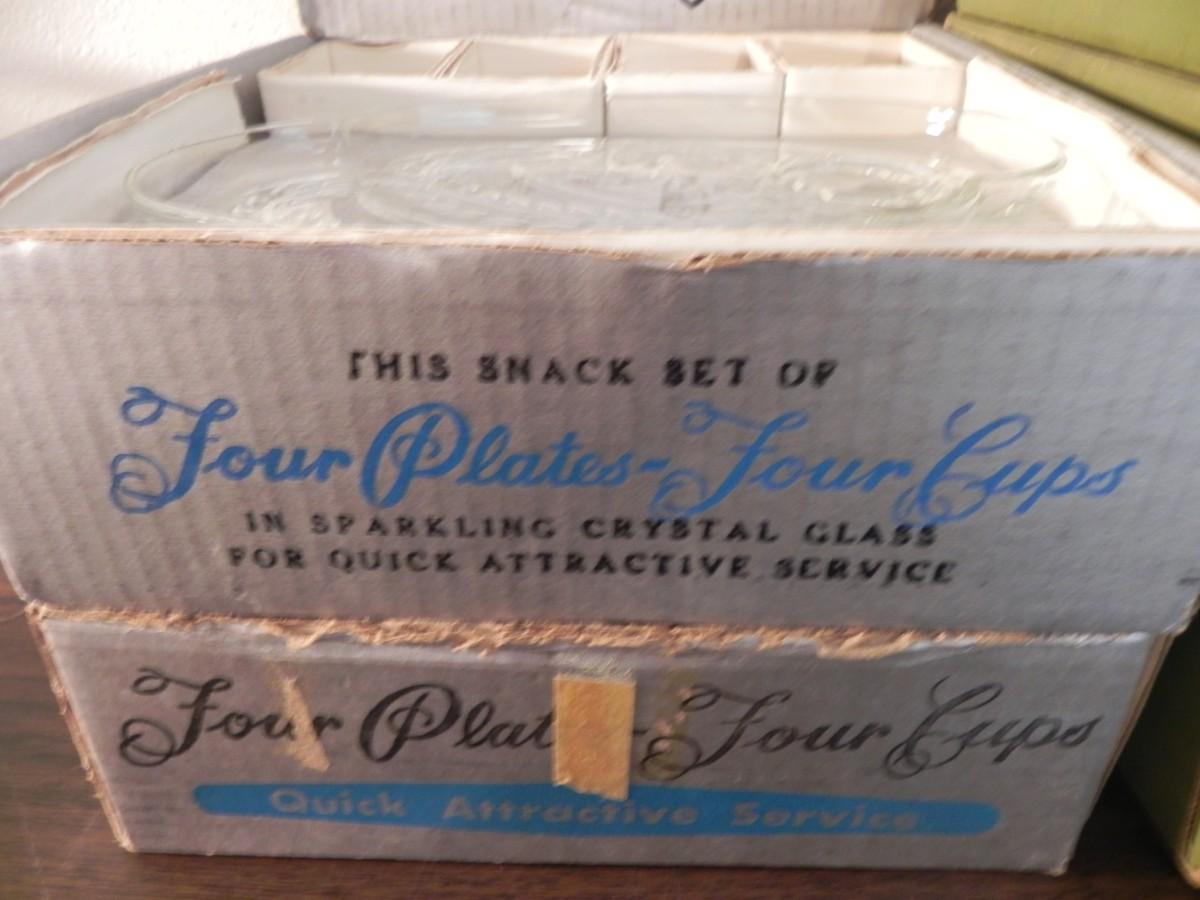 THIS SNACK SET OF
Four Plates-Four Cups
IN SPARKLING CRYSTAL GLASS
FOR QUICK ATTRACTIVE SERVICE
Four Plat - Four Cups
Quick Attractive Service